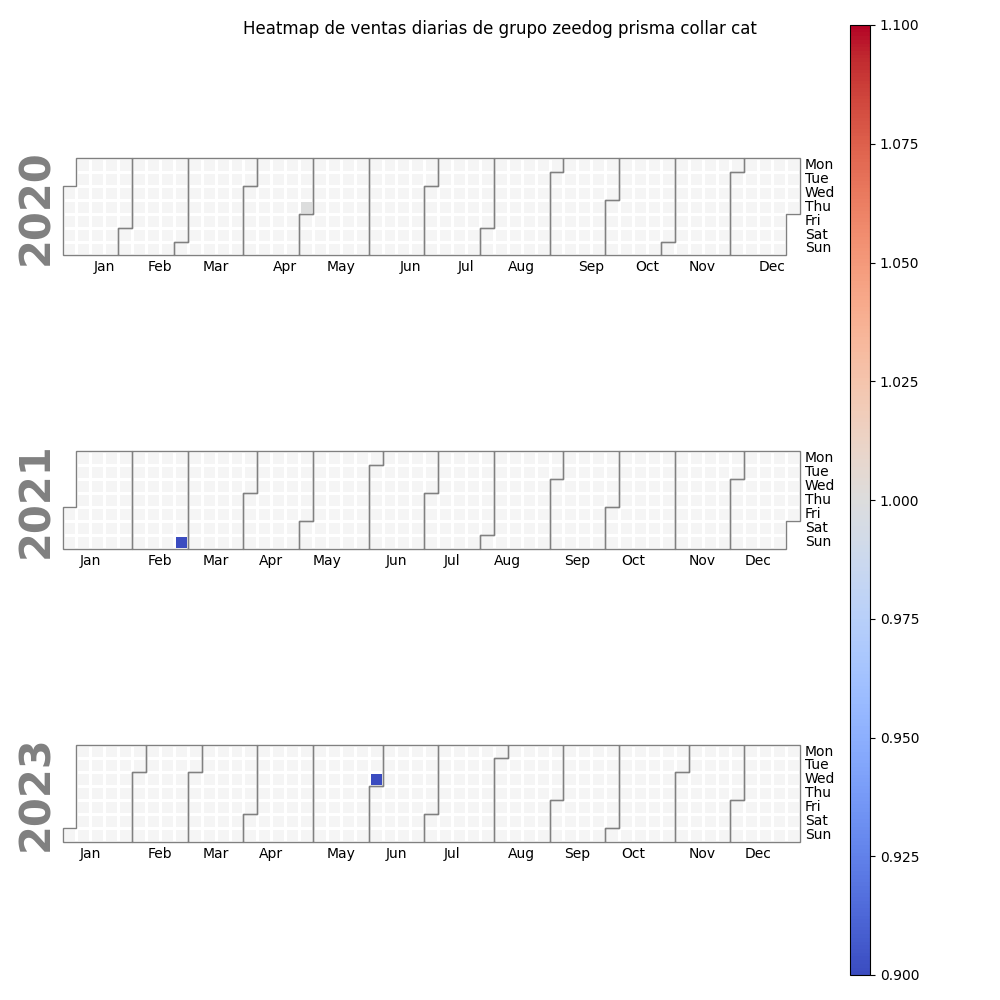 Heatmap de ventas diarias de grupo zeedog prisma collar cat
2020
Mon
Tue
Wed
Thu
Fri
Sat
Sun
Jan Feb Mar Apr May Jun Jul Aug Sep Oct Nov Dec
2021
Mon
Tue
Wed
Thu
Fri
Sat
Sun
Jan Feb Mar Apr May Jun Jul Aug Sep Oct Nov Dec
2023
Mon
Tue
Wed
Thu
Fri
Sat
Sun
Jan Feb Mar Apr May Jun Jul Aug Sep Oct Nov Dec
1.100
1.075
1.050
1.025
1.000
0.975
0.950
0.925
0.900